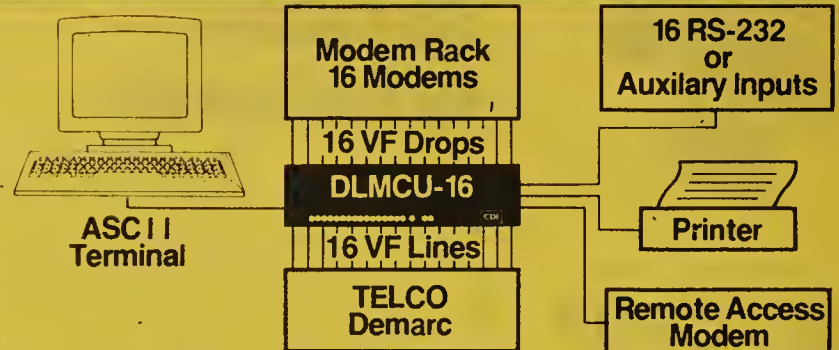 Modem Rack
16 Modems
16 RS-232
or
Auxilary Inputs
16 VF Drops
DLMCU-16
CDI
ASCII
Terminal
16 VF Lines
Printer
TELCO
Demarc
Remote Access
Modem